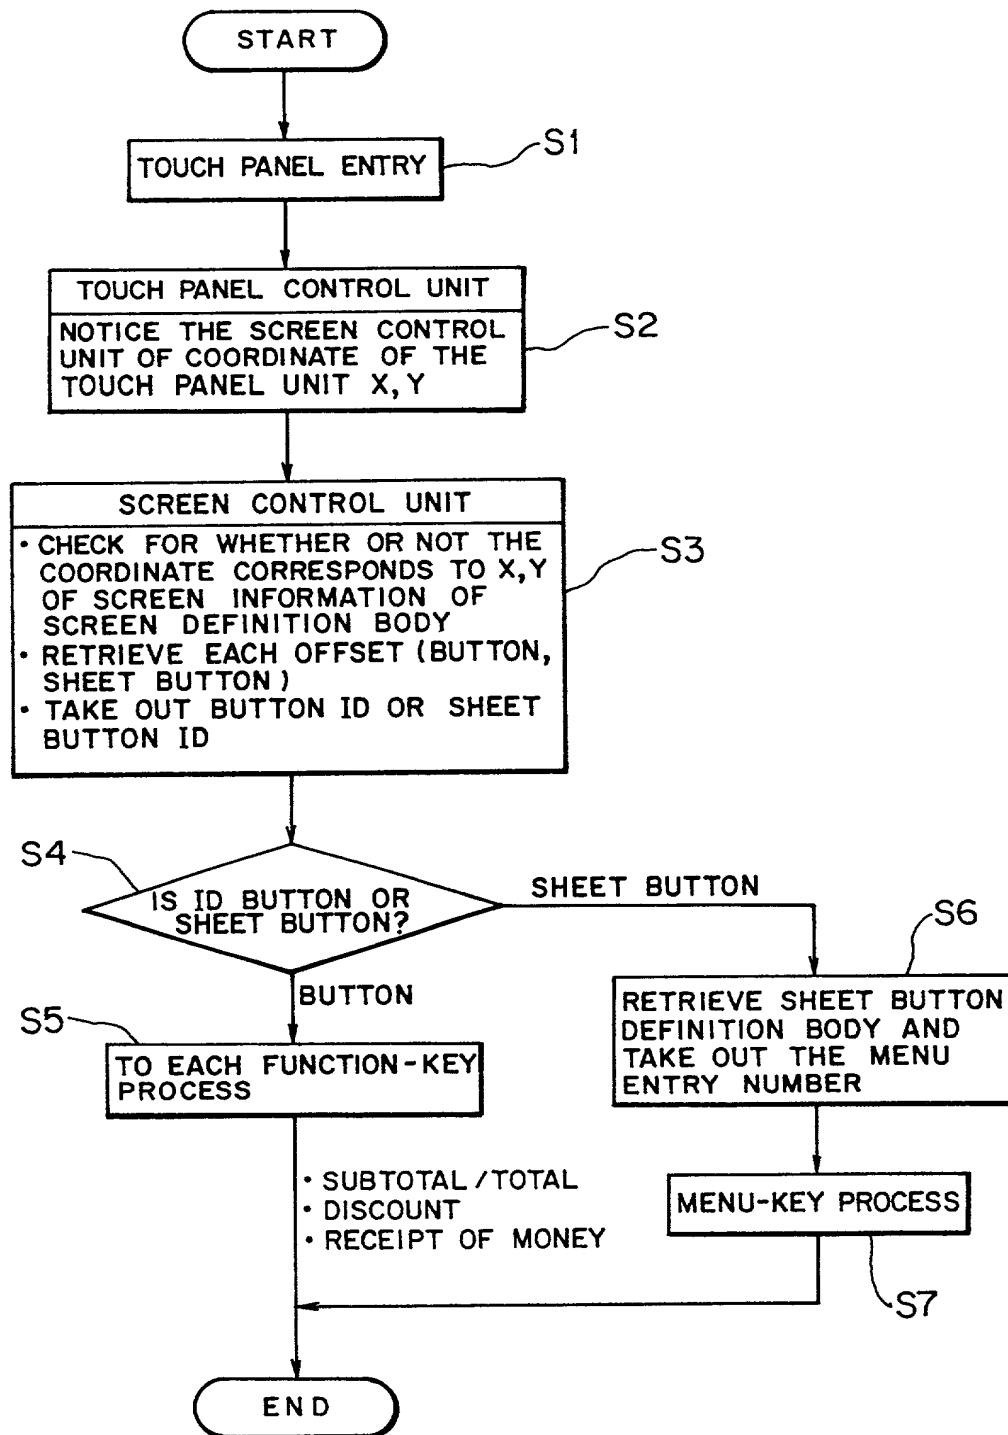 START
TOUCH PANEL ENTRY
S1
TOUCH PANEL CONTROL UNIT
NOTICE THE SCREEN CONTROL
UNIT OF COORDINATE OF THE
TOUCH PANEL UNIT X, Y
S2
SCREEN CONTROL UNIT
• CHECK FOR WHETHER OR NOT THE
COORDINATE CORRESPONDS TO X, Y
OF SCREEN INFORMATION OF
SCREEN DEFINITION BODY
• RETRIEVE EACH OFFSET (BUTTON,
SHEET BUTTON)
• TAKE OUT BUTTON ID OR SHEET
BUTTON ID
S3
S4
IS ID BUTTON OR
SHEET BUTTON?
SHEET BUTTON
BUTTON
S5
TO EACH FUNCTION-KEY
PROCESS
S6
RETRIEVE SHEET BUTTON
DEFINITION BODY AND
TAKE OUT THE MENU
ENTRY NUMBER
• SUBTOTAL/TOTAL
• DISCOUNT
• RECEIPT OF MONEY
MENU-KEY PROCESS
S7
END